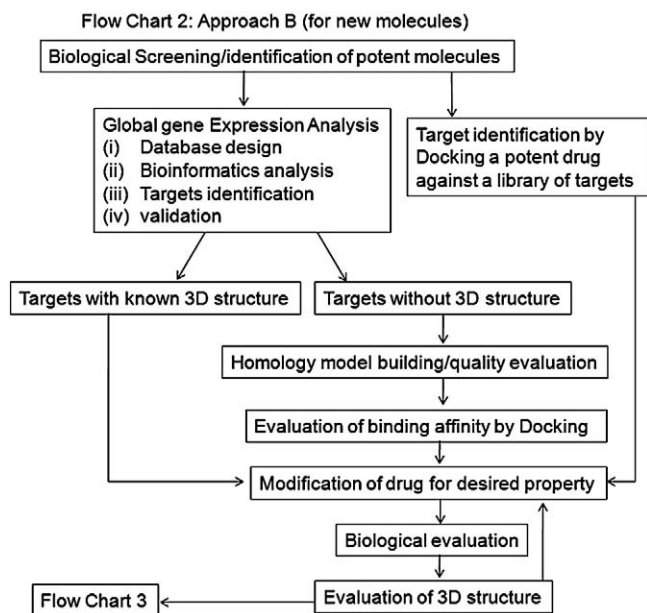 Flow Chart 2: Approach B (for new molecules)
Biological Screening/identification of potent molecules
Global gene Expression Analysis
(i) Database design
(ii) Bioinformatics analysis
(iii) Targets identification
(iv) validation
Target identification by
Docking a potent drug
against a library of targets
Targets with known 3D structure
Targets without 3D structure
Homology model building/quality evaluation
Evaluation of binding affinity by Docking
Modification of drug for desired property
Biological evaluation
Evaluation of 3D structure
Flow Chart 3